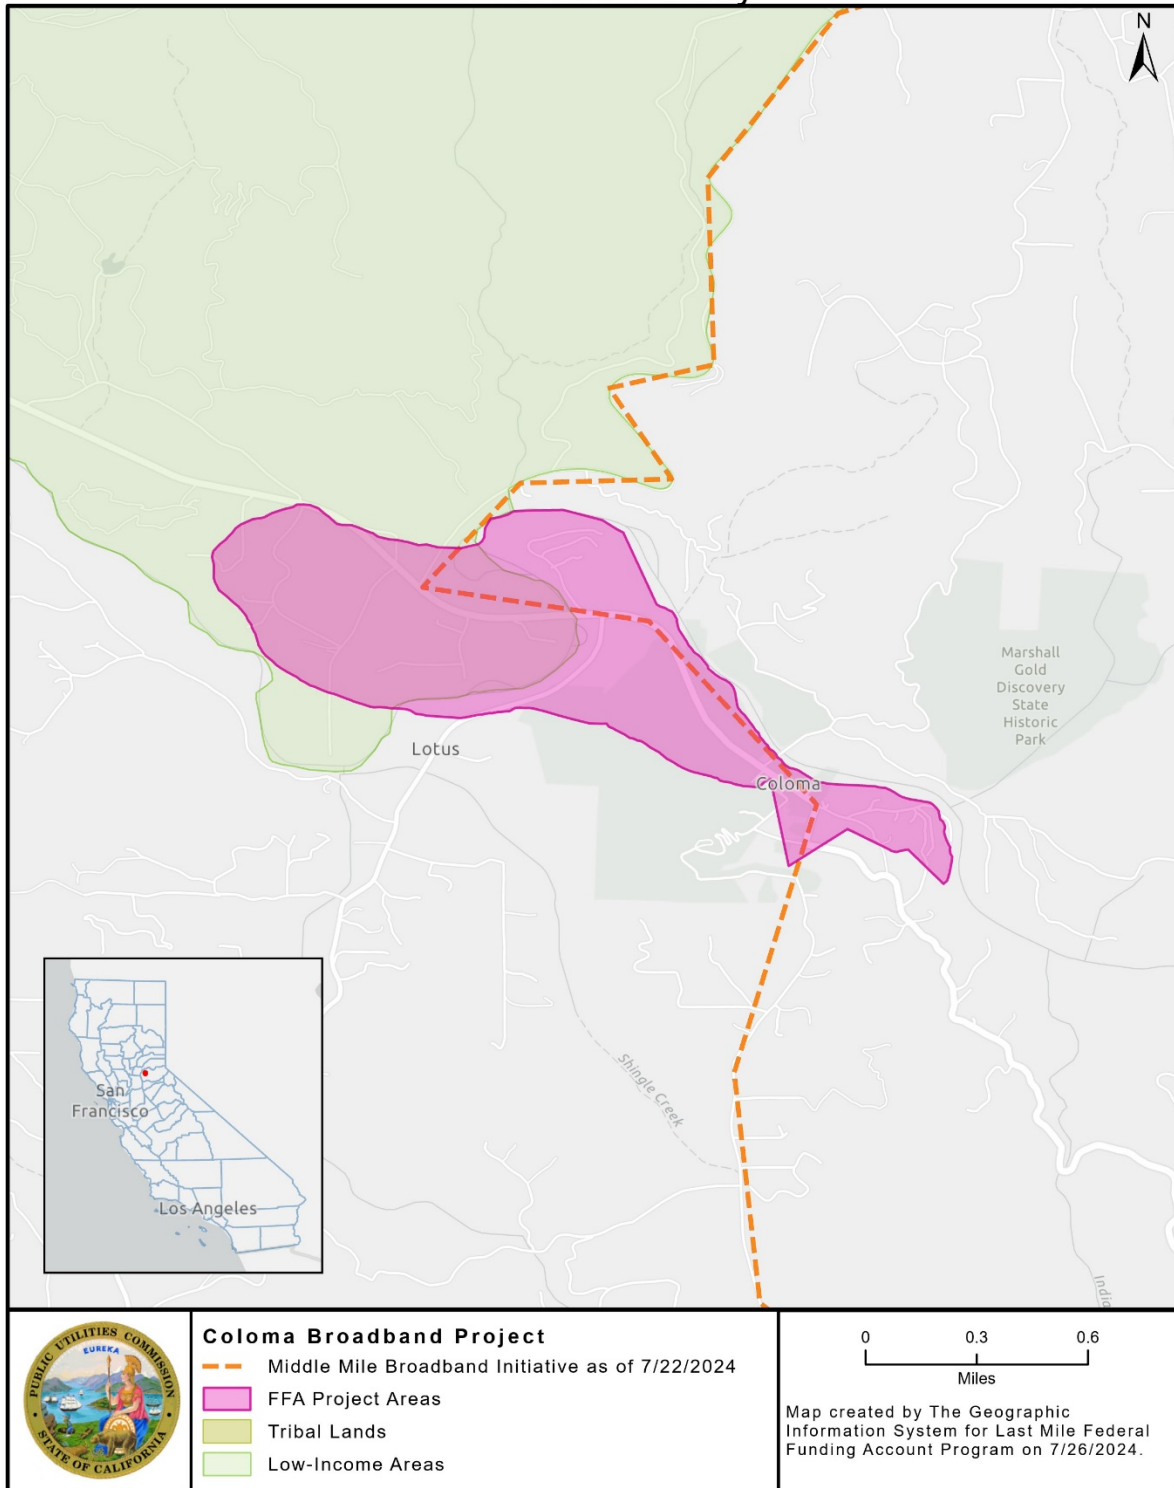 N
Marshall
Gold
Discovery
State
Historic
Park
Lotus
Coloma
Shingle Creek
San
Francisco
Los Angeles
PUBLIC UTILITIES COMMISSION
EUREKA
STATE OF CALIFORNIA
Coloma Broadband Project
Middle Mile Broadband Initiative as of 7/22/2024
FFA Project Areas
Tribal Lands
Low-Income Areas
0 0.3 0.6
Miles
Map created by The Geographic
Information System for Last Mile Federal
Funding Account Program on 7/26/2024.